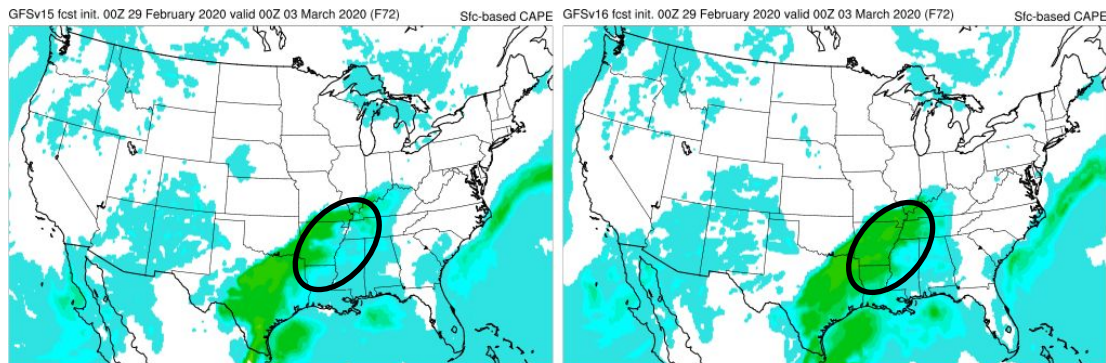 GFSv15 fcst init. 00Z 29 February 2020 valid 00Z 03 March 2020 (F72) Sfc-based CAPE
GFSv16 fcst init. 00Z 29 February 2020 valid 00Z 03 March 2020 (F72) Sfc-based CAPE